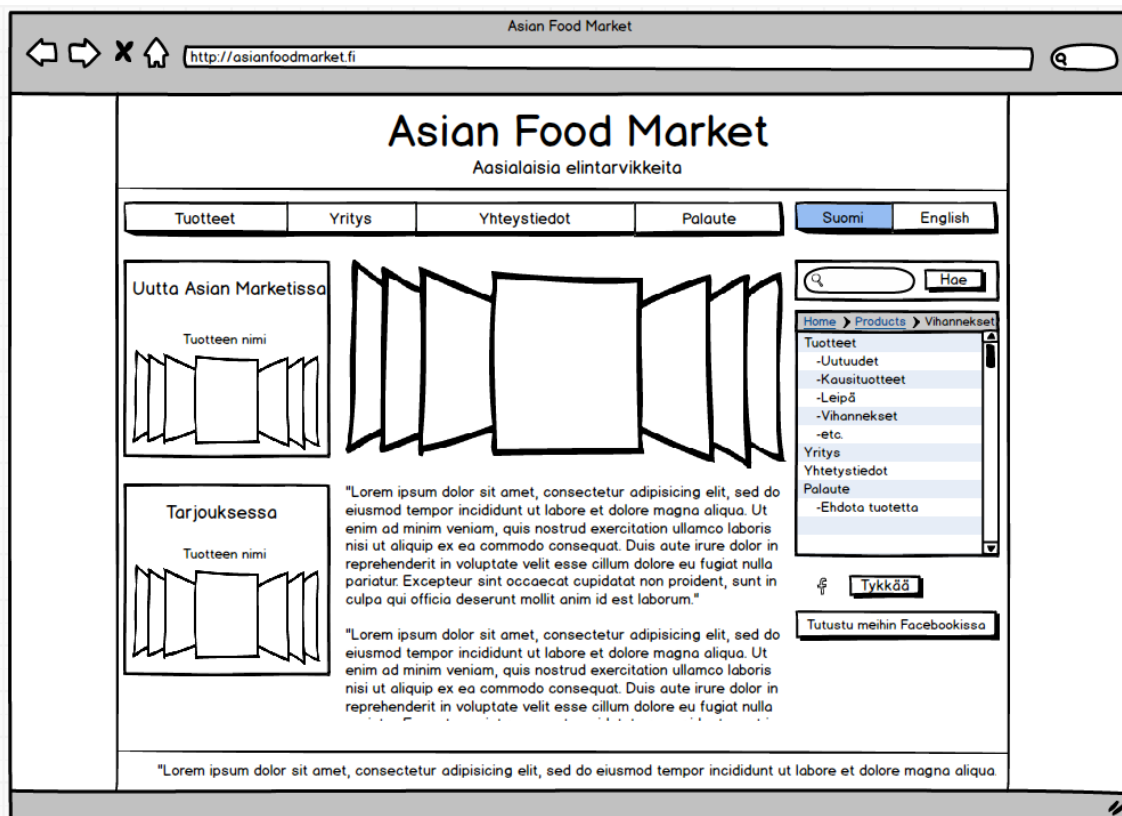 Asian Food Market
http://asianfoodmarket.fi
Asian Food Market
Aasialaisia elintarvikkeita
Tuotteet Yritys Yhteystiedot Palaute Suomi English
Uutta Asian Marketissa
Tuotteen nimi
Tarjouksessa
Tuotteen nimi
"Lorem ipsum dolor sit amet, consectetur adipisicing elit, sed do
eiusmod tempor incididunt ut labore et dolore magna aliqua. Ut
enim ad minim veniam, quis nostrud exercitation ullamco laboris
nisi ut aliquip ex ea commodo consequat. Duis aute irure dolor in
reprehenderit in voluptate velit esse cillum dolore eu fugiat nulla
pariatur. Excepteur sint occaecat cupidatat non proident, sunt in
culpa qui officia deserunt mollit anim id est laborum."
"Lorem ipsum dolor sit amet, consectetur adipisicing elit, sed do
eiusmod tempor incididunt ut labore et dolore magna aliqua. Ut
enim ad minim veniam, quis nostrud exercitation ullamco laboris
nisi ut aliquip ex ea commodo consequat. Duis aute irure dolor in
reprehenderit in voluptate velit esse cillum dolore eu fugiat nulla
Hae
Home Products Vihannekset
Tuotteet
-Uutuudet
-Kausituotteet
-Leipä
-Vihannekset
-etc.
Yritys
Yhtetystiedot
Palaute
-Ehdota tuotetta
f Tykkää
Tutustu meihin Facebookissa
"Lorem ipsum dolor sit amet, consectetur adipisicing elit, sed do eiusmod tempor incididunt ut labore et dolore magna aliqua.